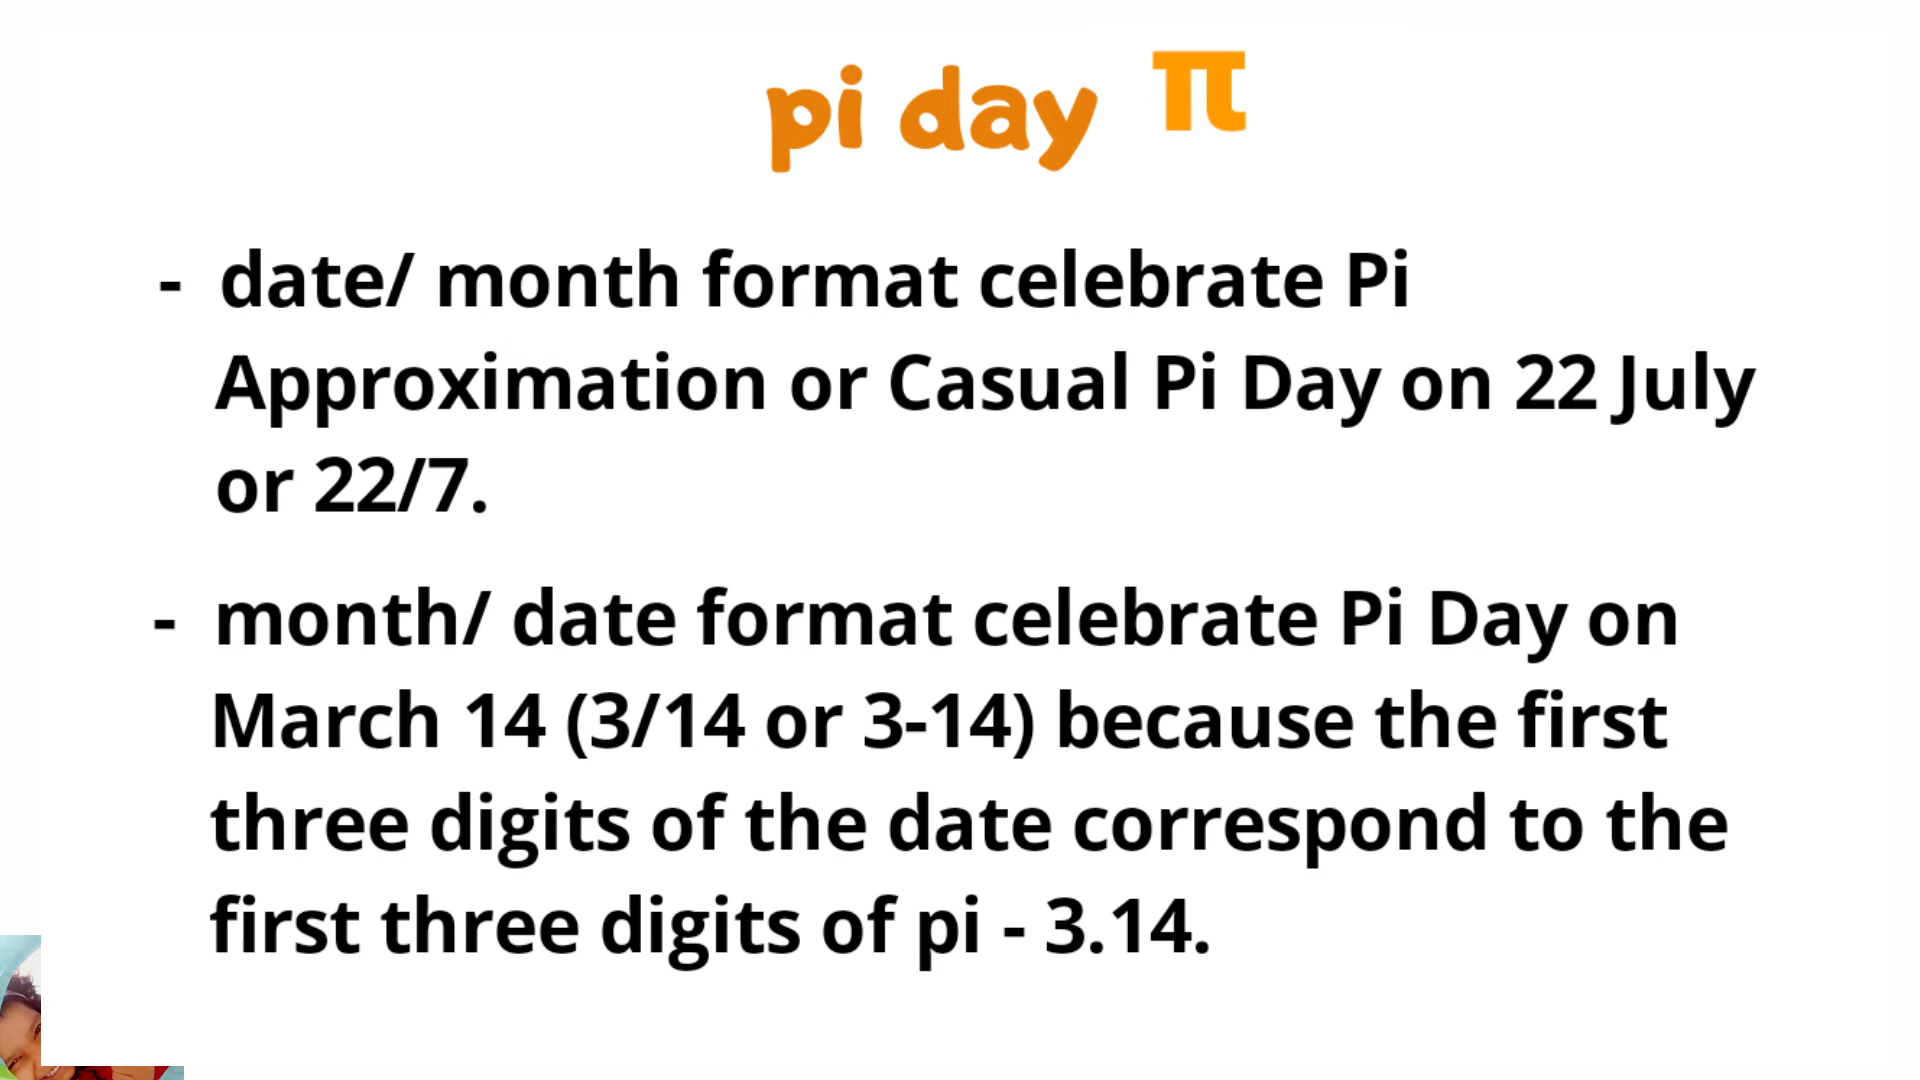 pi day π
- date/ month format celebrate Pi
Approximation or Casual Pi Day on 22 July
or 22/7.
- month/ date format celebrate Pi Day on
March 14 (3/14 or 3-14) because the first
three digits of the date correspond to the
first three digits of pi - 3.14.